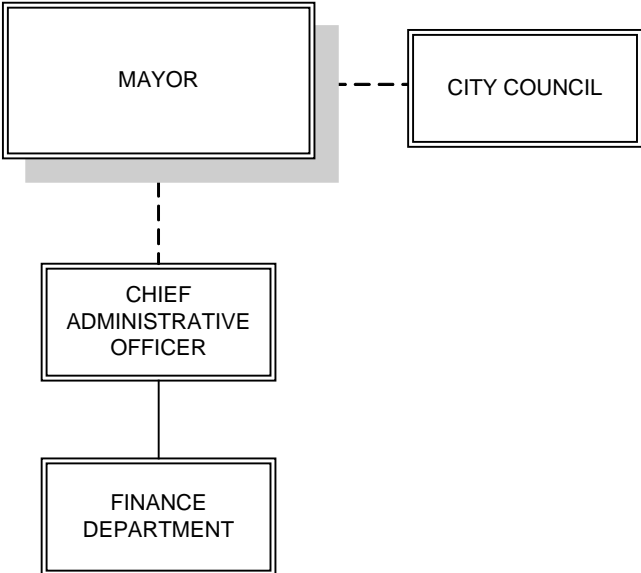 MAYOR
CITY COUNCIL
CHIEF
ADMINISTRATIVE
OFFICER
FINANCE
DEPARTMENT